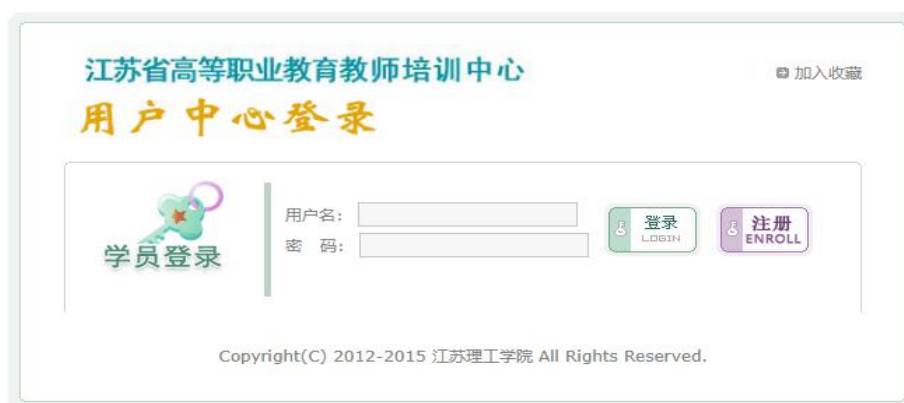 江苏省高等职业教育教师培训中心
加入收藏
用户中心登录
学员登录
用户名:
密 码:
登录
LOGIN
注册
ENROLL
Copyright(C) 2012-2015 江苏理工学院 All Rights Reserved.